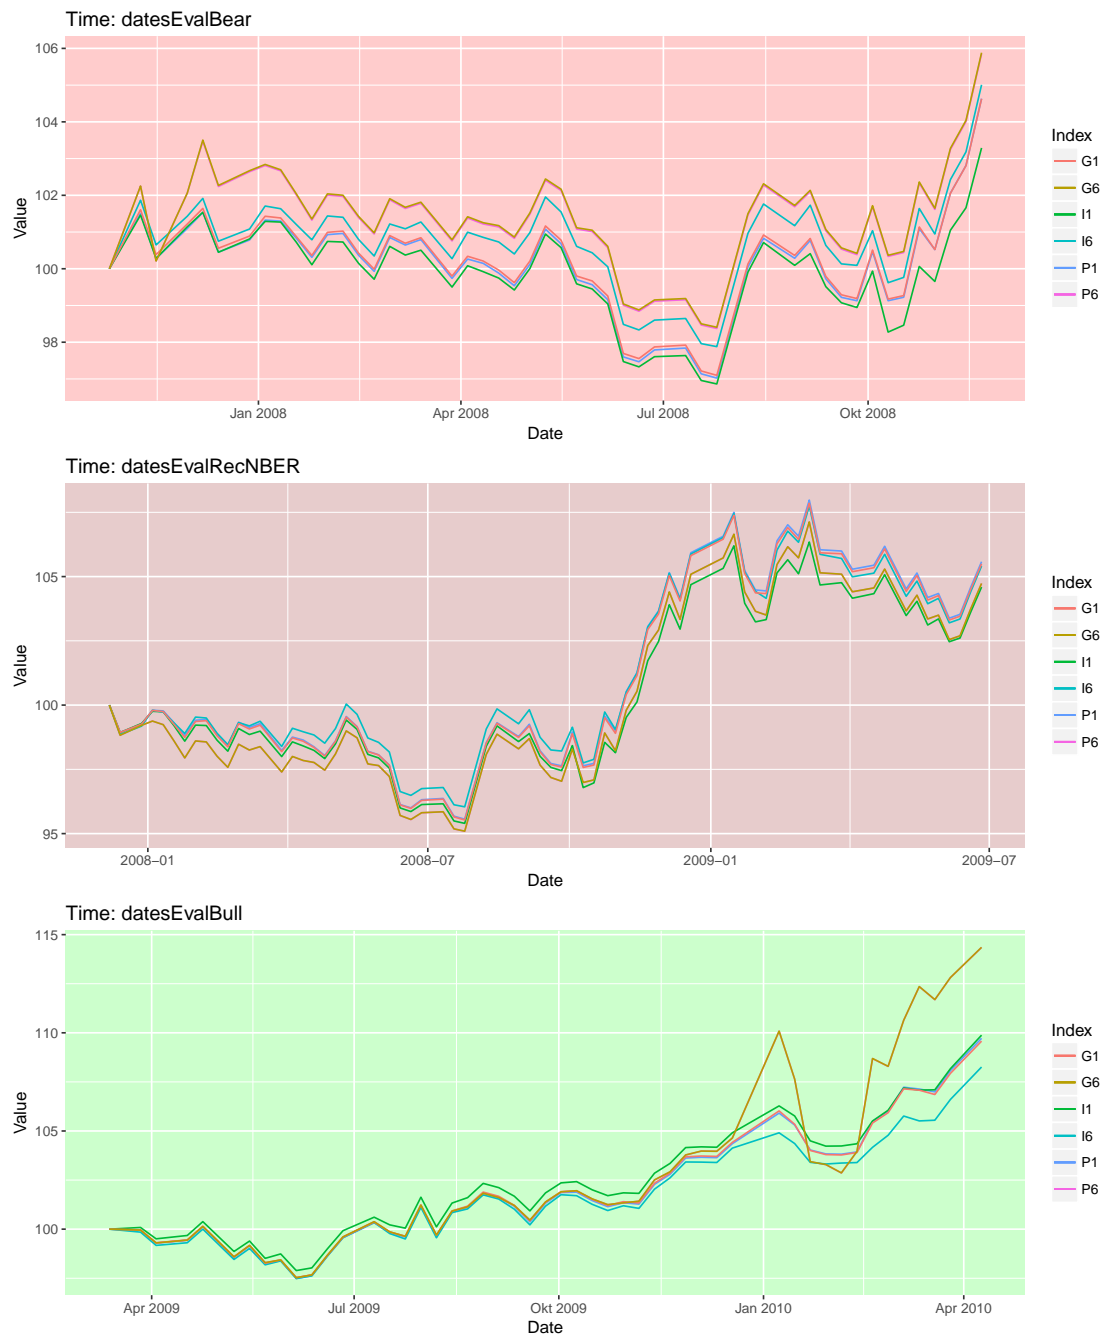 Time: datesEvalBear
106
104
102
100
98
Value
Jan 2008
Apr 2008
Jul 2008
Okt 2008
Date
Index
G1
G6
I1
I6
P1
P6
Time: datesEvalRecNBER
105
100
95
Value
2008−01
2008−07
2009−01
2009−07
Date
Index
G1
G6
I1
I6
P1
P6
Time: datesEvalBull
115
110
105
100
Value
Apr 2009
Jul 2009
Okt 2009
Jan 2010
Apr 2010
Date
Index
G1
G6
I1
I6
P1
P6